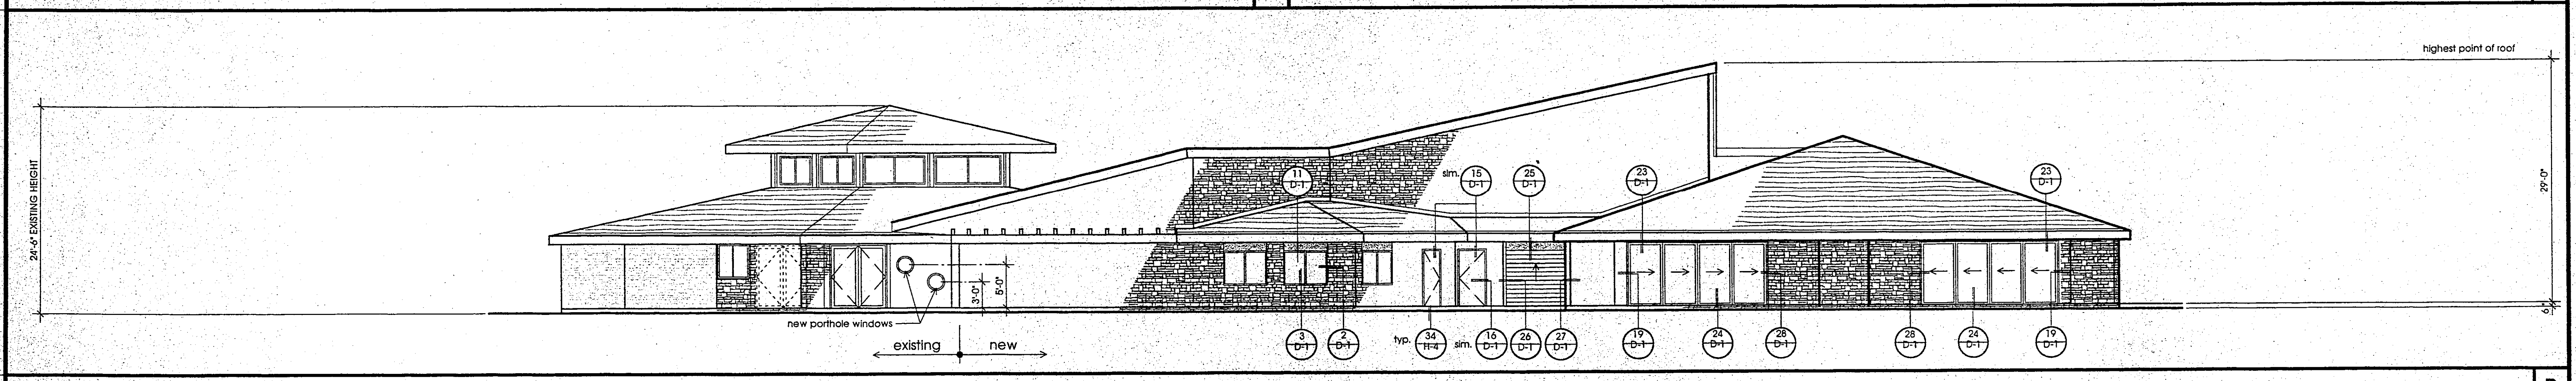 highest point of roof
24'-6" EXISTING HEIGHT
29'-0"
6"
11
D-1
sim. 15
D-1
25
D-1
23
D-1
23
D-1
3'-0"
5'-0"
new porthole windows
existing new
3
D-1
2
D-1
typ. 34
H-4
sim. 16
D-1
26
D-1
27
D-1
19
D-1
24
D-1
28
D-1
28
D-1
24
D-1
19
D-1